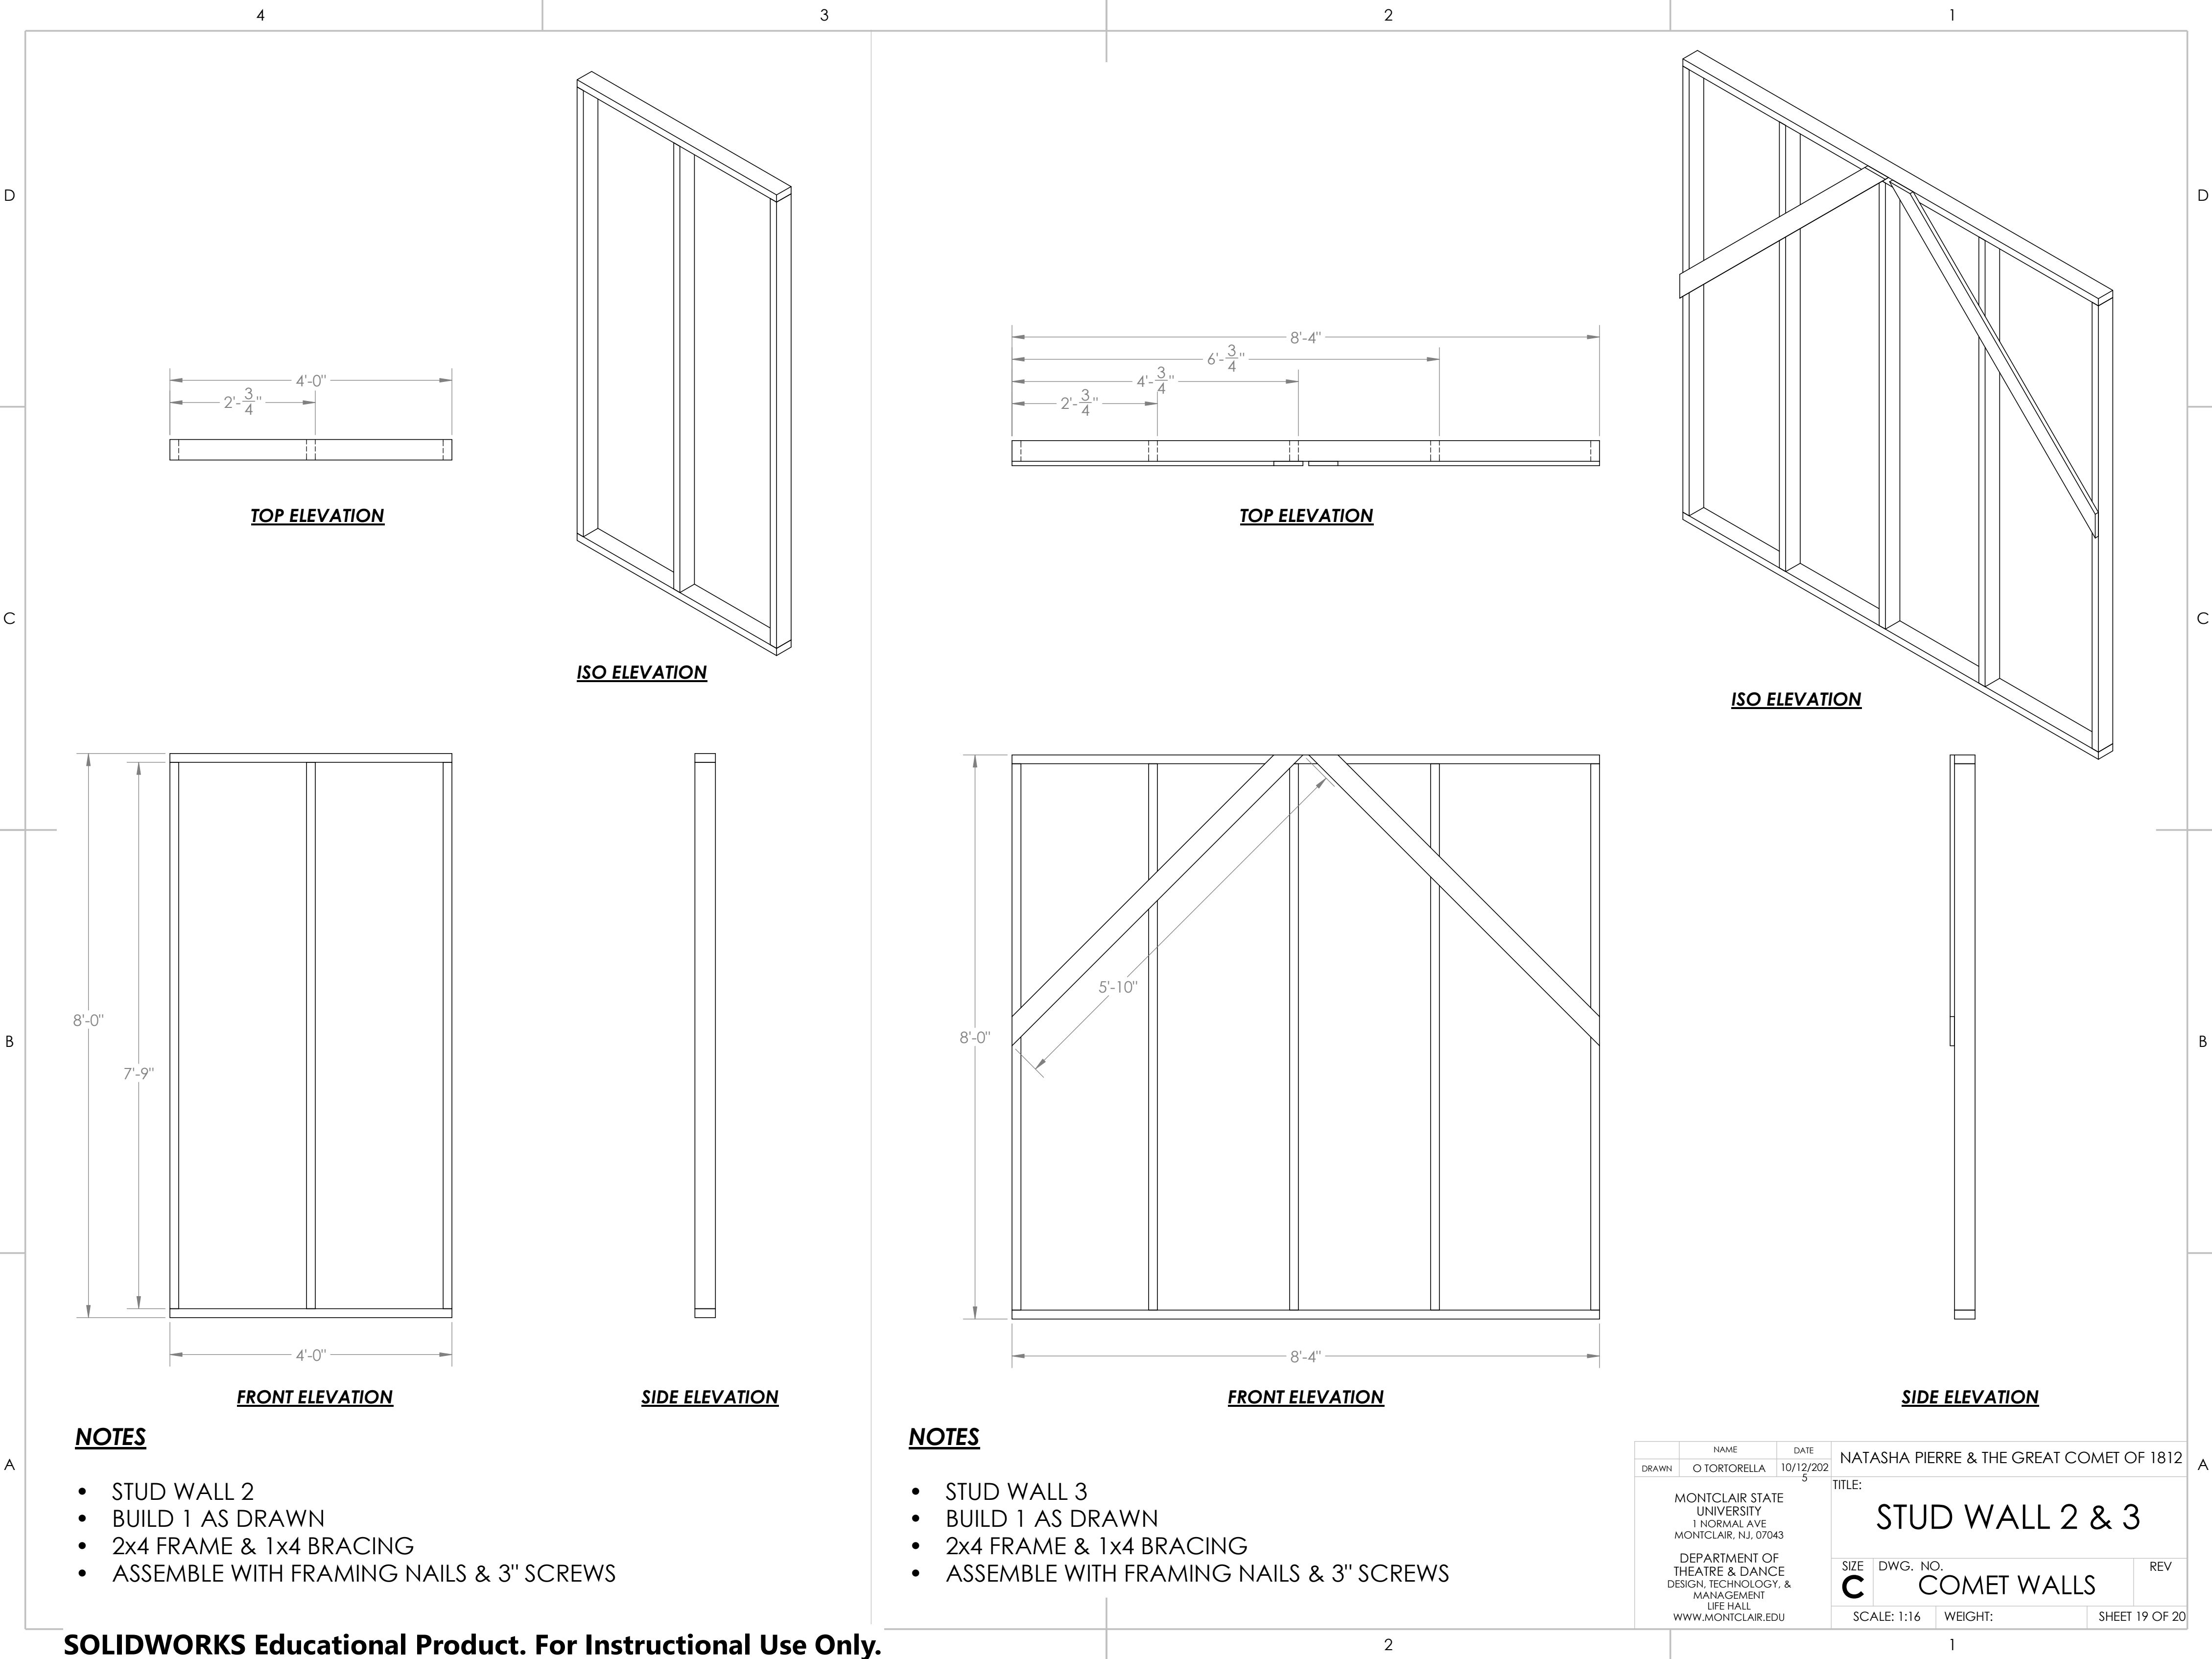 4 3 2 1
D
D
C
C
B
B
A
A
4'-0"
2'-3/4"
TOP ELEVATION
ISO ELEVATION
8'-4"
6'-3/4"
4'-3/4"
2'-3/4"
TOP ELEVATION
ISO ELEVATION
8'-0"
7'-9"
4'-0"
FRONT ELEVATION
SIDE ELEVATION
5'-10"
8'-0"
8'-4"
FRONT ELEVATION
SIDE ELEVATION
NOTES
• STUD WALL 2
• BUILD 1 AS DRAWN
• 2x4 FRAME & 1x4 BRACING
• ASSEMBLE WITH FRAMING NAILS & 3" SCREWS
NOTES
• STUD WALL 3
• BUILD 1 AS DRAWN
• 2x4 FRAME & 1x4 BRACING
• ASSEMBLE WITH FRAMING NAILS & 3" SCREWS
NAME DATE
DRAWN O TORTORELLA 10/12/202
5
MONTCLAIR STATE
UNIVERSITY
1 NORMAL AVE
MONTCLAIR, NJ, 07043
DEPARTMENT OF
THEATRE & DANCE
DESIGN, TECHNOLOGY, &
MANAGEMENT
LIFE HALL
WWW.MONTCLAIR.EDU
NATASHA PIERRE & THE GREAT COMET OF 1812
TITLE:
STUD WALL 2 & 3
SIZE DWG. NO. REV
C COMET WALLS
SCALE: 1:16 WEIGHT: SHEET 19 OF 20
SOLIDWORKS Educational Product. For Instructional Use Only.
2 1